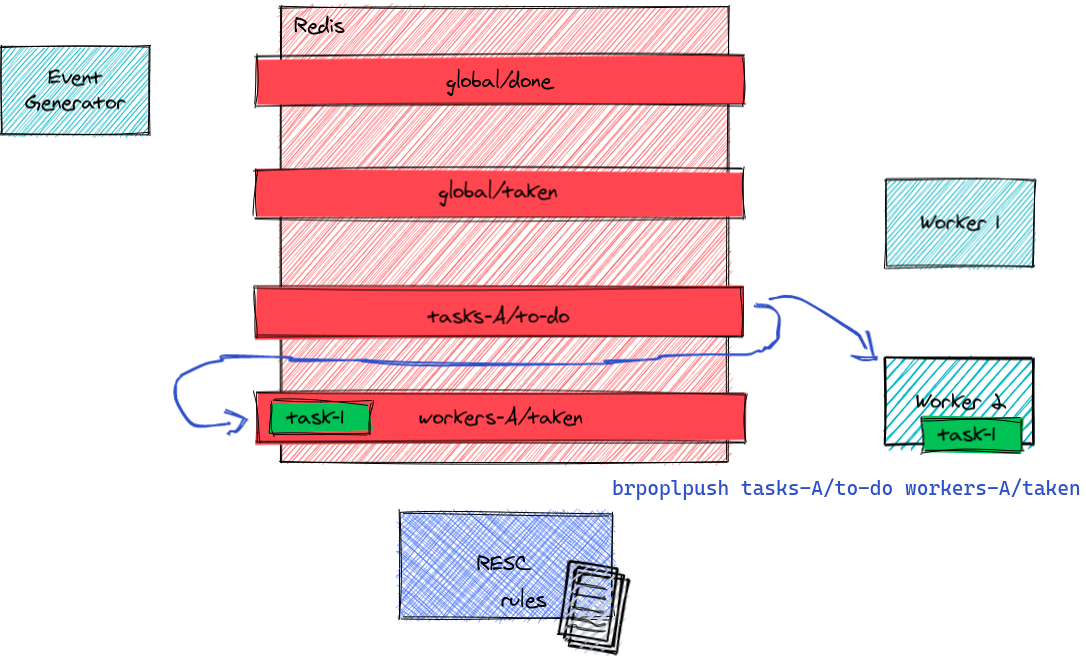 Redis
Event
Generator
global/done
global/taken
Worker 1
tasks-A/to-do
Worker 2
task-1
workers-A/taken
task-1
brpoplpush tasks-A/to-do workers-A/taken
RESC
rules